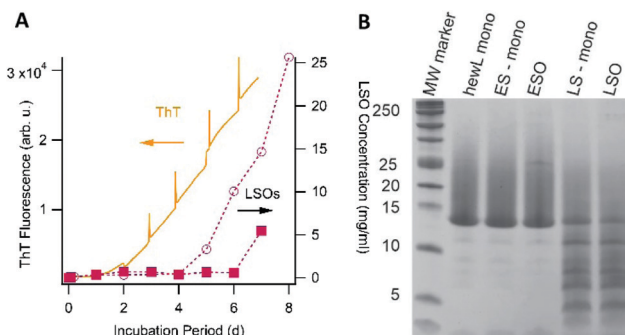 A
B
ThT Fluorescence (arb. u.)
3 x10⁴
2
1
ThT
LSOs
25
20
15
10
5
0
LSO Concentration (mg/ml)
0
2
4
6
8
Incubation Period (d)
MW marker
hewL mono
ES - mono
ESO
LS - mono
LSO
250
25
20
15
10
5